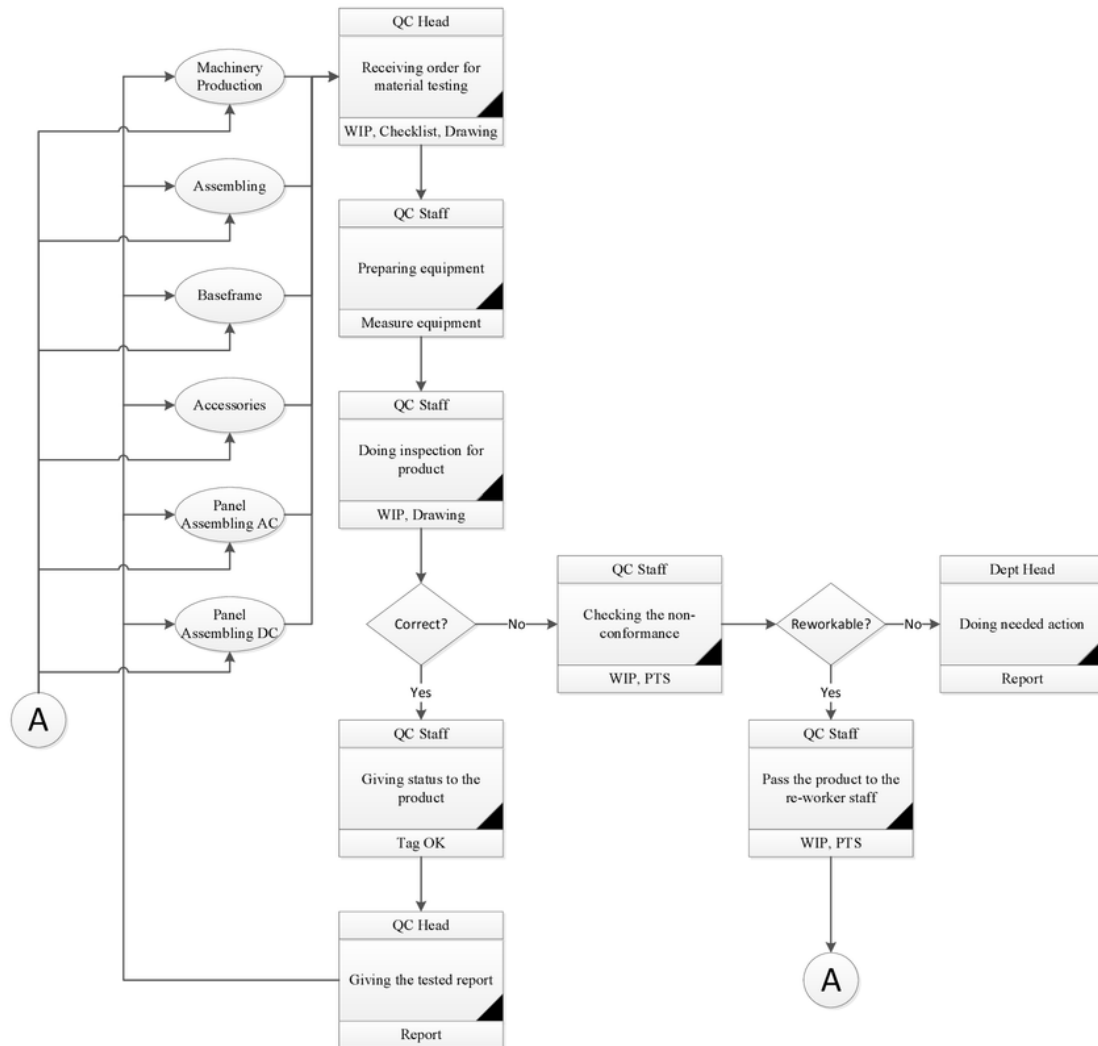 QC Head
Receiving order for
material testing
WIP, Checklist, Drawing
Machinery
Production
Assembling
Baseframe
Accessories
Panel
Assembling AC
Panel
Assembling DC
A
QC Staff
Preparing equipment
Measure equipment
QC Staff
Doing inspection for
product
WIP, Drawing
Correct?
No
Yes
QC Staff
Checking the non-
conformance
WIP, PTS
Reworkable?
No
Yes
Dept Head
Doing needed action
Report
QC Staff
Giving status to the
product
Tag OK
QC Staff
Pass the product to the
re-worker staff
WIP, PTS
QC Head
Giving the tested report
Report
A